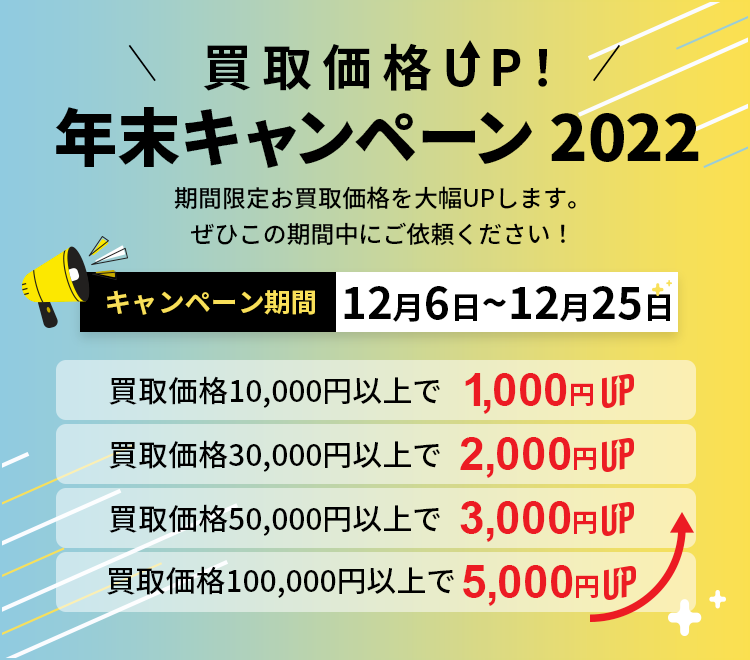 買取価格UP!
年末キャンペーン 2022
期間限定お買取価格を大幅UPします。
ぜひこの期間中にご依頼ください！
キャンペーン期間 12月6日~12月25日
買取価格10,000円以上で 1,000円UP
買取価格30,000円以上で 2,000円UP
買取価格50,000円以上で 3,000円UP
買取価格100,000円以上で 5,000円UP